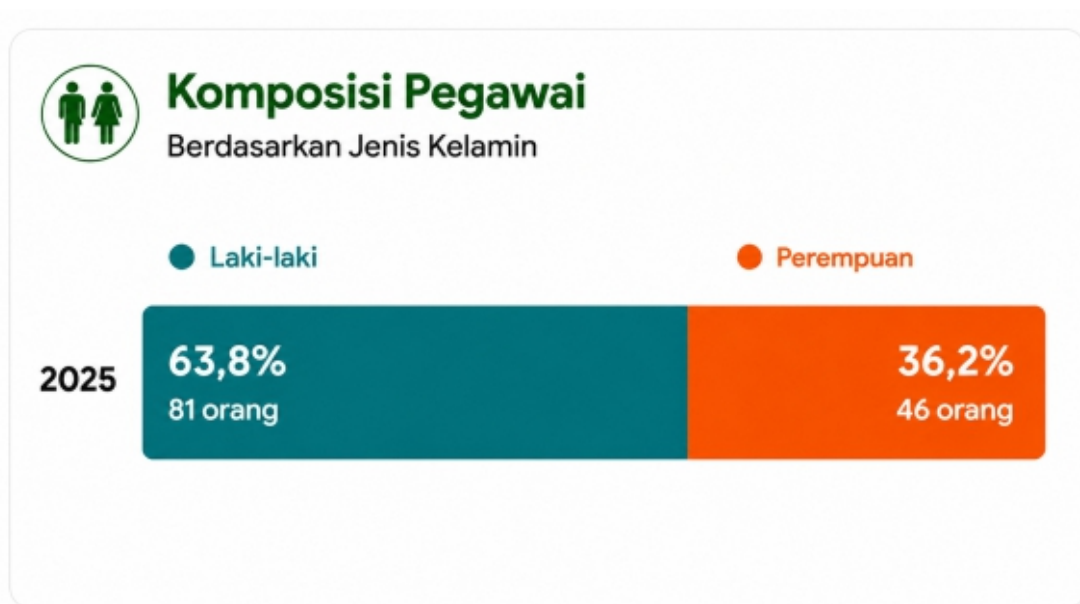 Komposisi Pegawai
Berdasarkan Jenis Kelamin
Laki-laki
Perempuan
2025
63,8%
36,2%
81 orang
46 orang